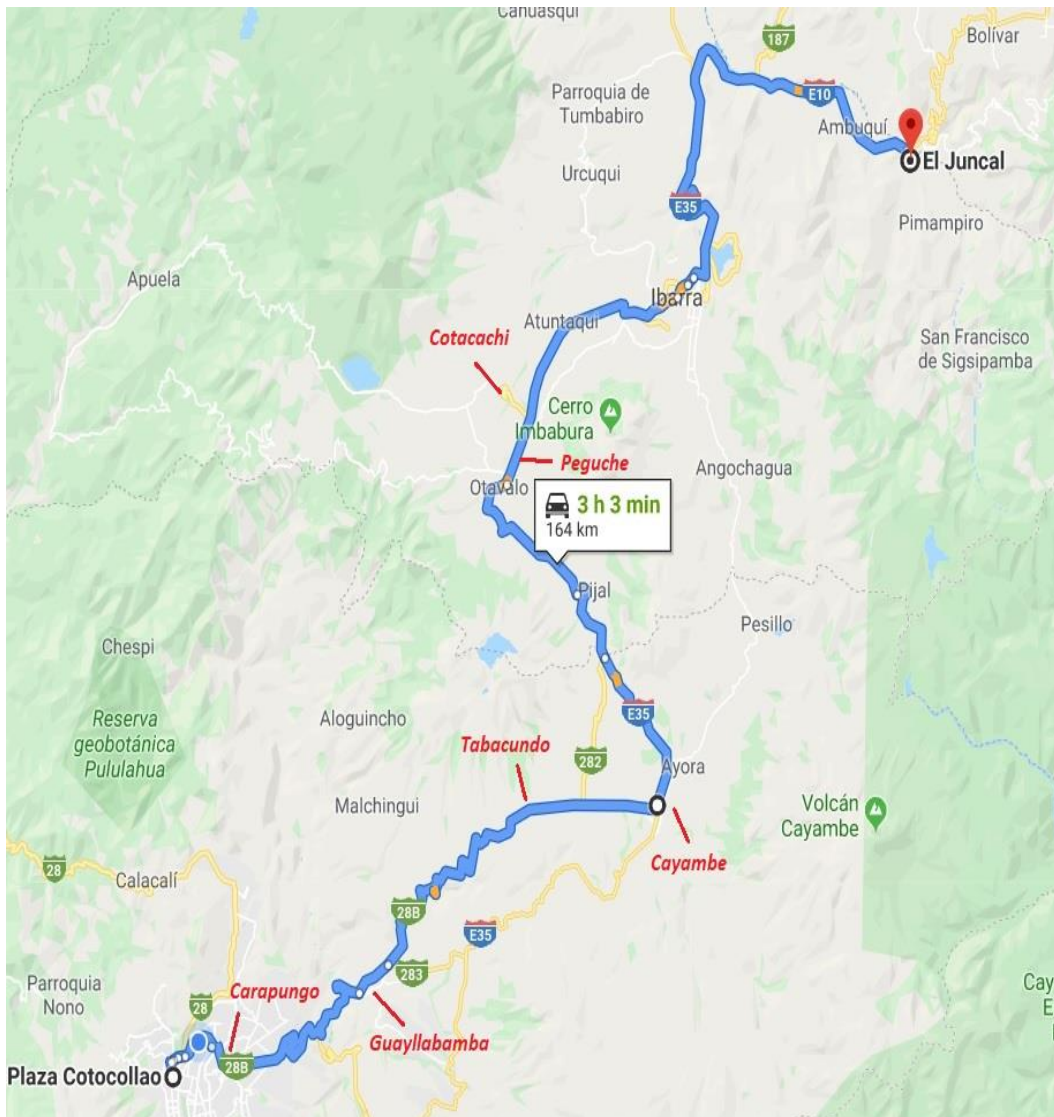 Cahuasquí
187
Bolívar
E10
Parroquia de
Tumbabiro
Ambuquí
El Juncal
Urcuqui
E35
Pimampiro
Apuela
Ibarra
Atuntaqui
Cotacachi
San Francisco
de Sigsipamba
Cerro
Imbabura
Peguche
Angochagua
Otavalo
3 h 3 min
164 km
Pijal
Pesillo
Chespi
Reserva
geobotánica
Pululahua
Aloguincho
E35
Tabacundo
282
Ayora
Malchingui
Volcán
Cayambe
Cayambe
28
Calacalí
28B
E35
283
Parroquia
Nono
Carapungo
28
Guayllabamba
28B
Plaza Cotocollao